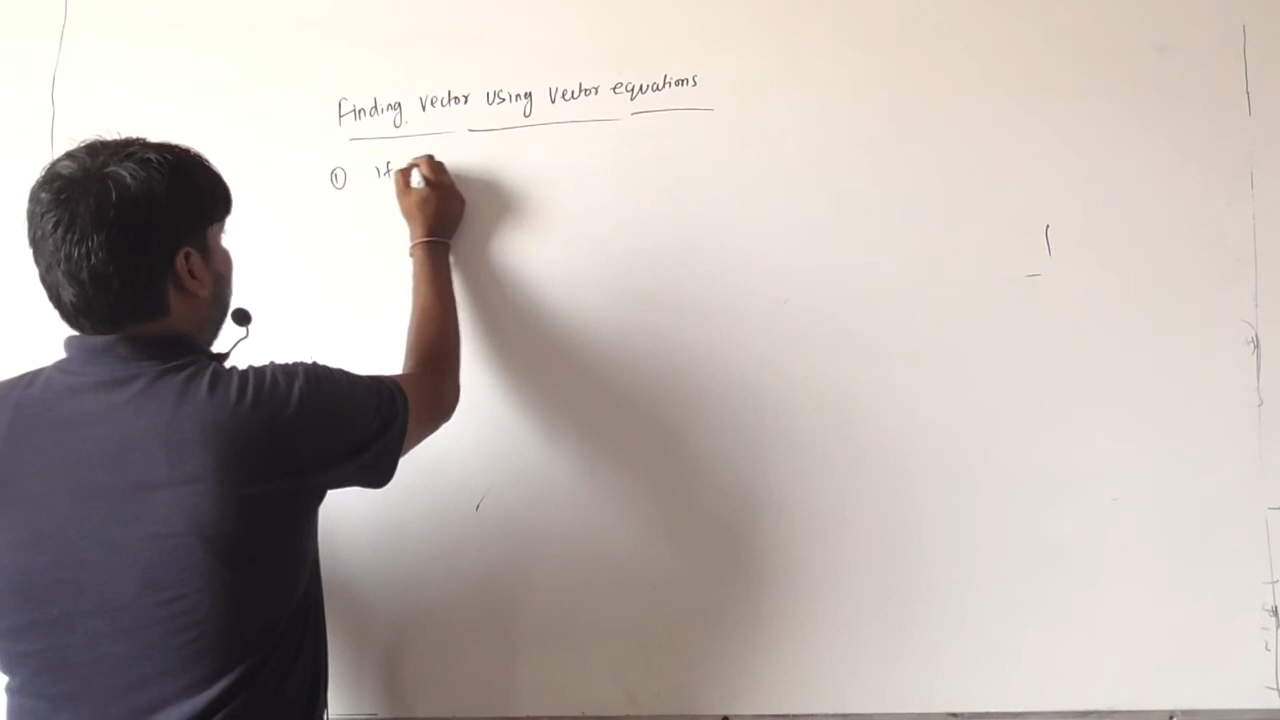 Finding vector using vector equations
① If